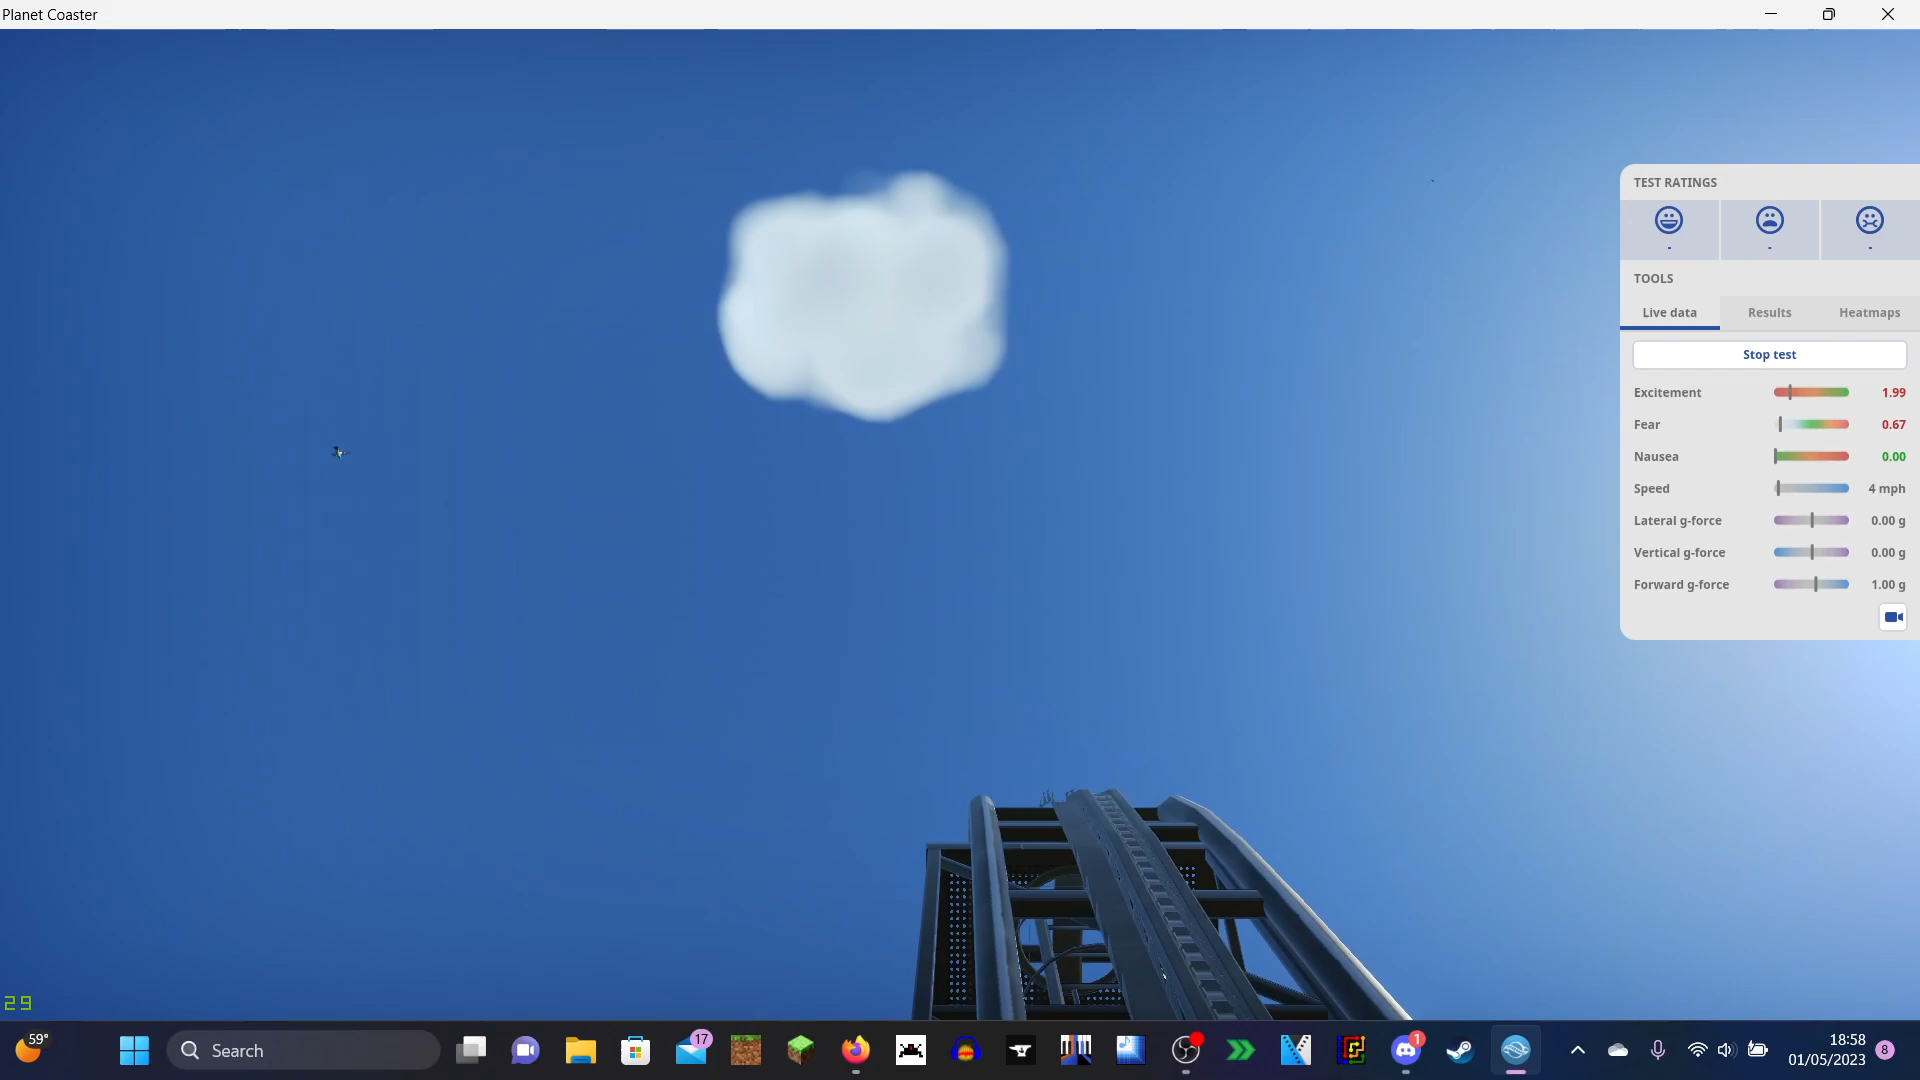 Planet Coaster
TEST RATINGS
- - -
TOOLS
Live data Results Heatmaps
Stop test
Excitement 1.99
Fear 0.67
Nausea 0.00
Speed 4 mph
Lateral g-force 0.00 g
Vertical g-force 0.00 g
Forward g-force 1.00 g
29
59°
Search
17
1
18:58
01/05/2023
8